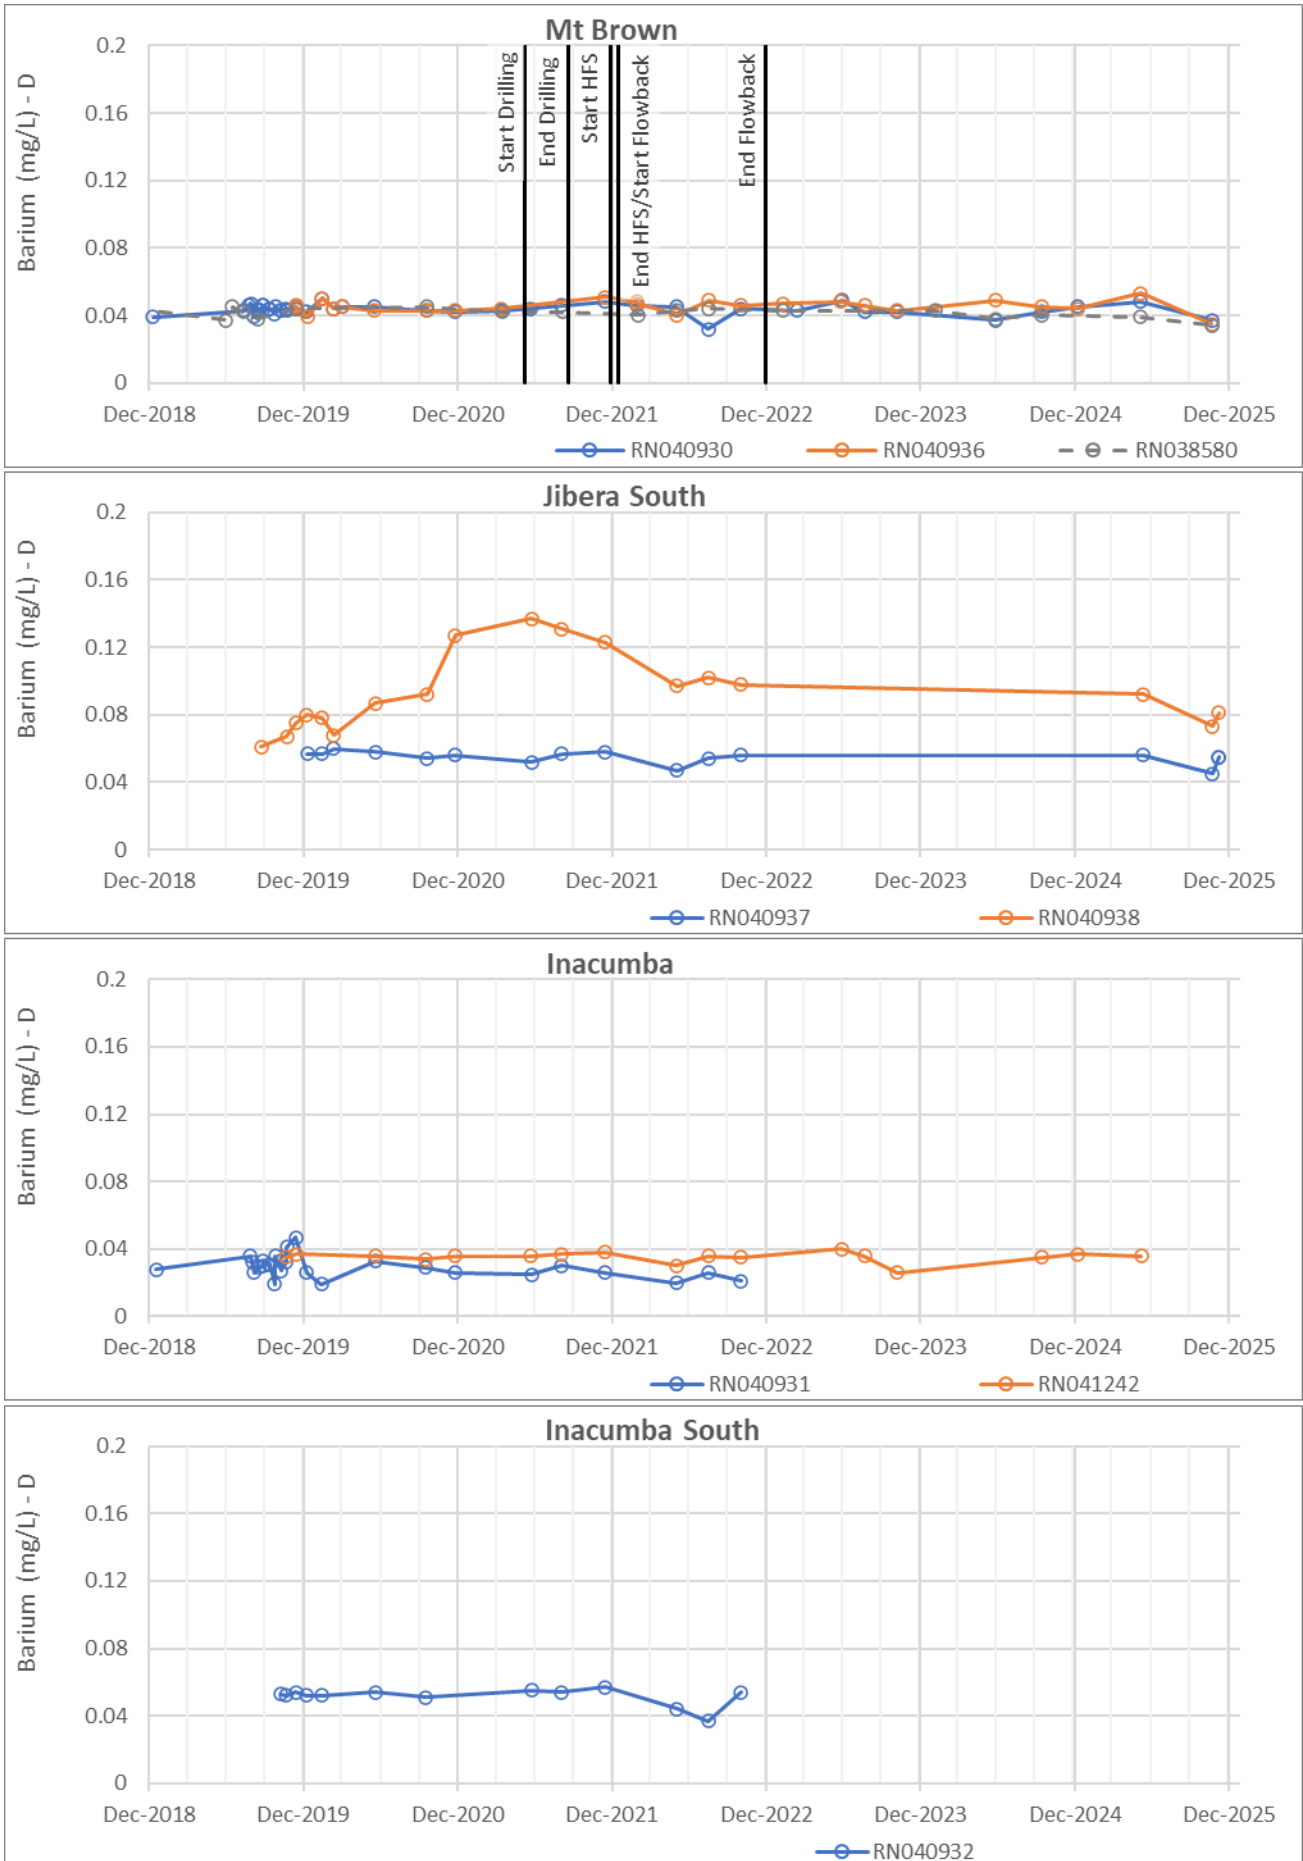 Mt Brown
Barium (mg/L) - D
0.2
0.16
0.12
0.08
0.04
0
Start Drilling
End Drilling
Start HFS
End HFS/Start Flowback
End Flowback
Dec-2018 Dec-2019 Dec-2020 Dec-2021 Dec-2022 Dec-2023 Dec-2024 Dec-2025
RN040930 RN040936 RN038580
Jibera South
Barium (mg/L) - D
0.2
0.16
0.12
0.08
0.04
0
Dec-2018 Dec-2019 Dec-2020 Dec-2021 Dec-2022 Dec-2023 Dec-2024 Dec-2025
RN040937 RN040938
Inacumba
Barium (mg/L) - D
0.2
0.16
0.12
0.08
0.04
0
Dec-2018 Dec-2019 Dec-2020 Dec-2021 Dec-2022 Dec-2023 Dec-2024 Dec-2025
RN040931 RN041242
Inacumba South
Barium (mg/L) - D
0.2
0.16
0.12
0.08
0.04
0
Dec-2018 Dec-2019 Dec-2020 Dec-2021 Dec-2022 Dec-2023 Dec-2024 Dec-2025
RN040932